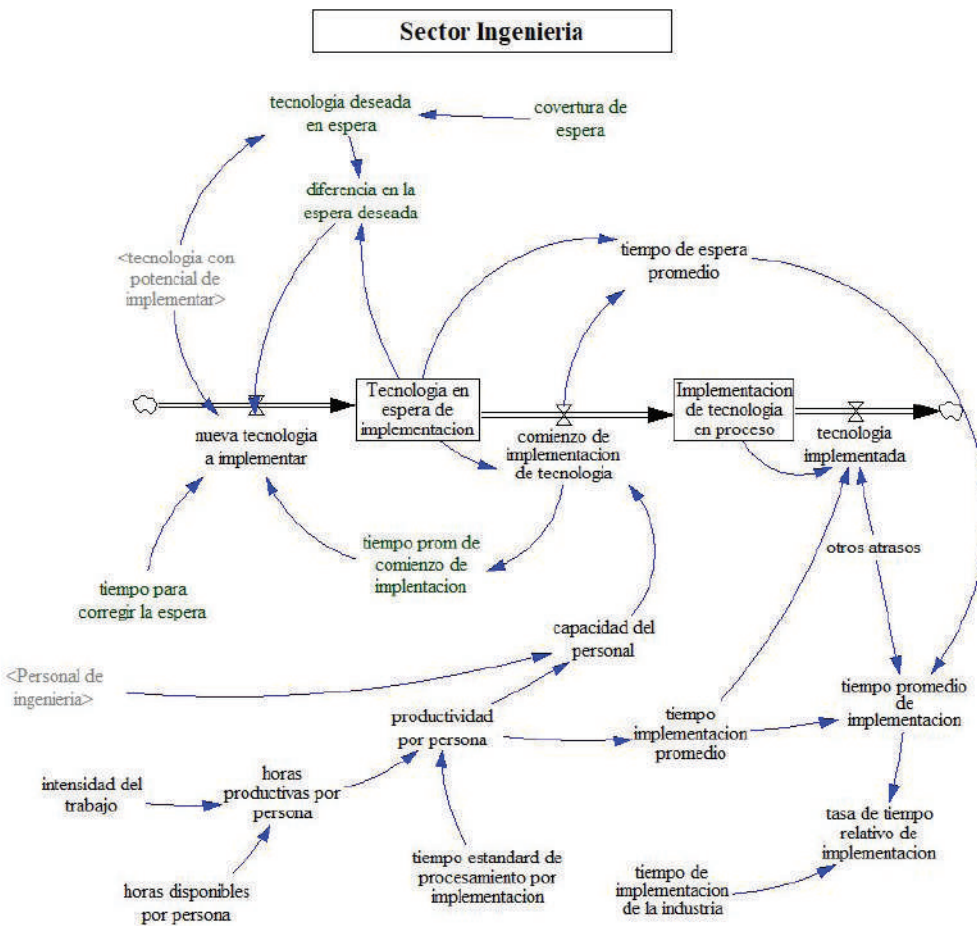 Sector Ingenieria
tecnologia deseada
en espera
covertura de
espera
diferencia en la
espera deseada
<tecnologia con
potencial de
implementar>
tiempo de espera
promedio
Tecnologia en
espera de
implementacion
Implementacion
de tecnologia
en proceso
nueva tecnologia
a implementar
comienzo de
implementacion
de tecnologia
tecnologia
implementada
tiempo prom de
comienzo de
implentacion
otros atrasos
tiempo para
corregir la espera
capacidad del
personal
<Personal de
ingenieria>
tiempo promedio
de
implementacion
productividad
por persona
tiempo
implementacion
promedio
intensidad del
trabajo
horas
productivas por
persona
tasa de tiempo
relativo de
implementacion
tiempo estandard de
procesamiento por
implementacion
tiempo de
implementacion
de la industria
horas disponibles
por persona